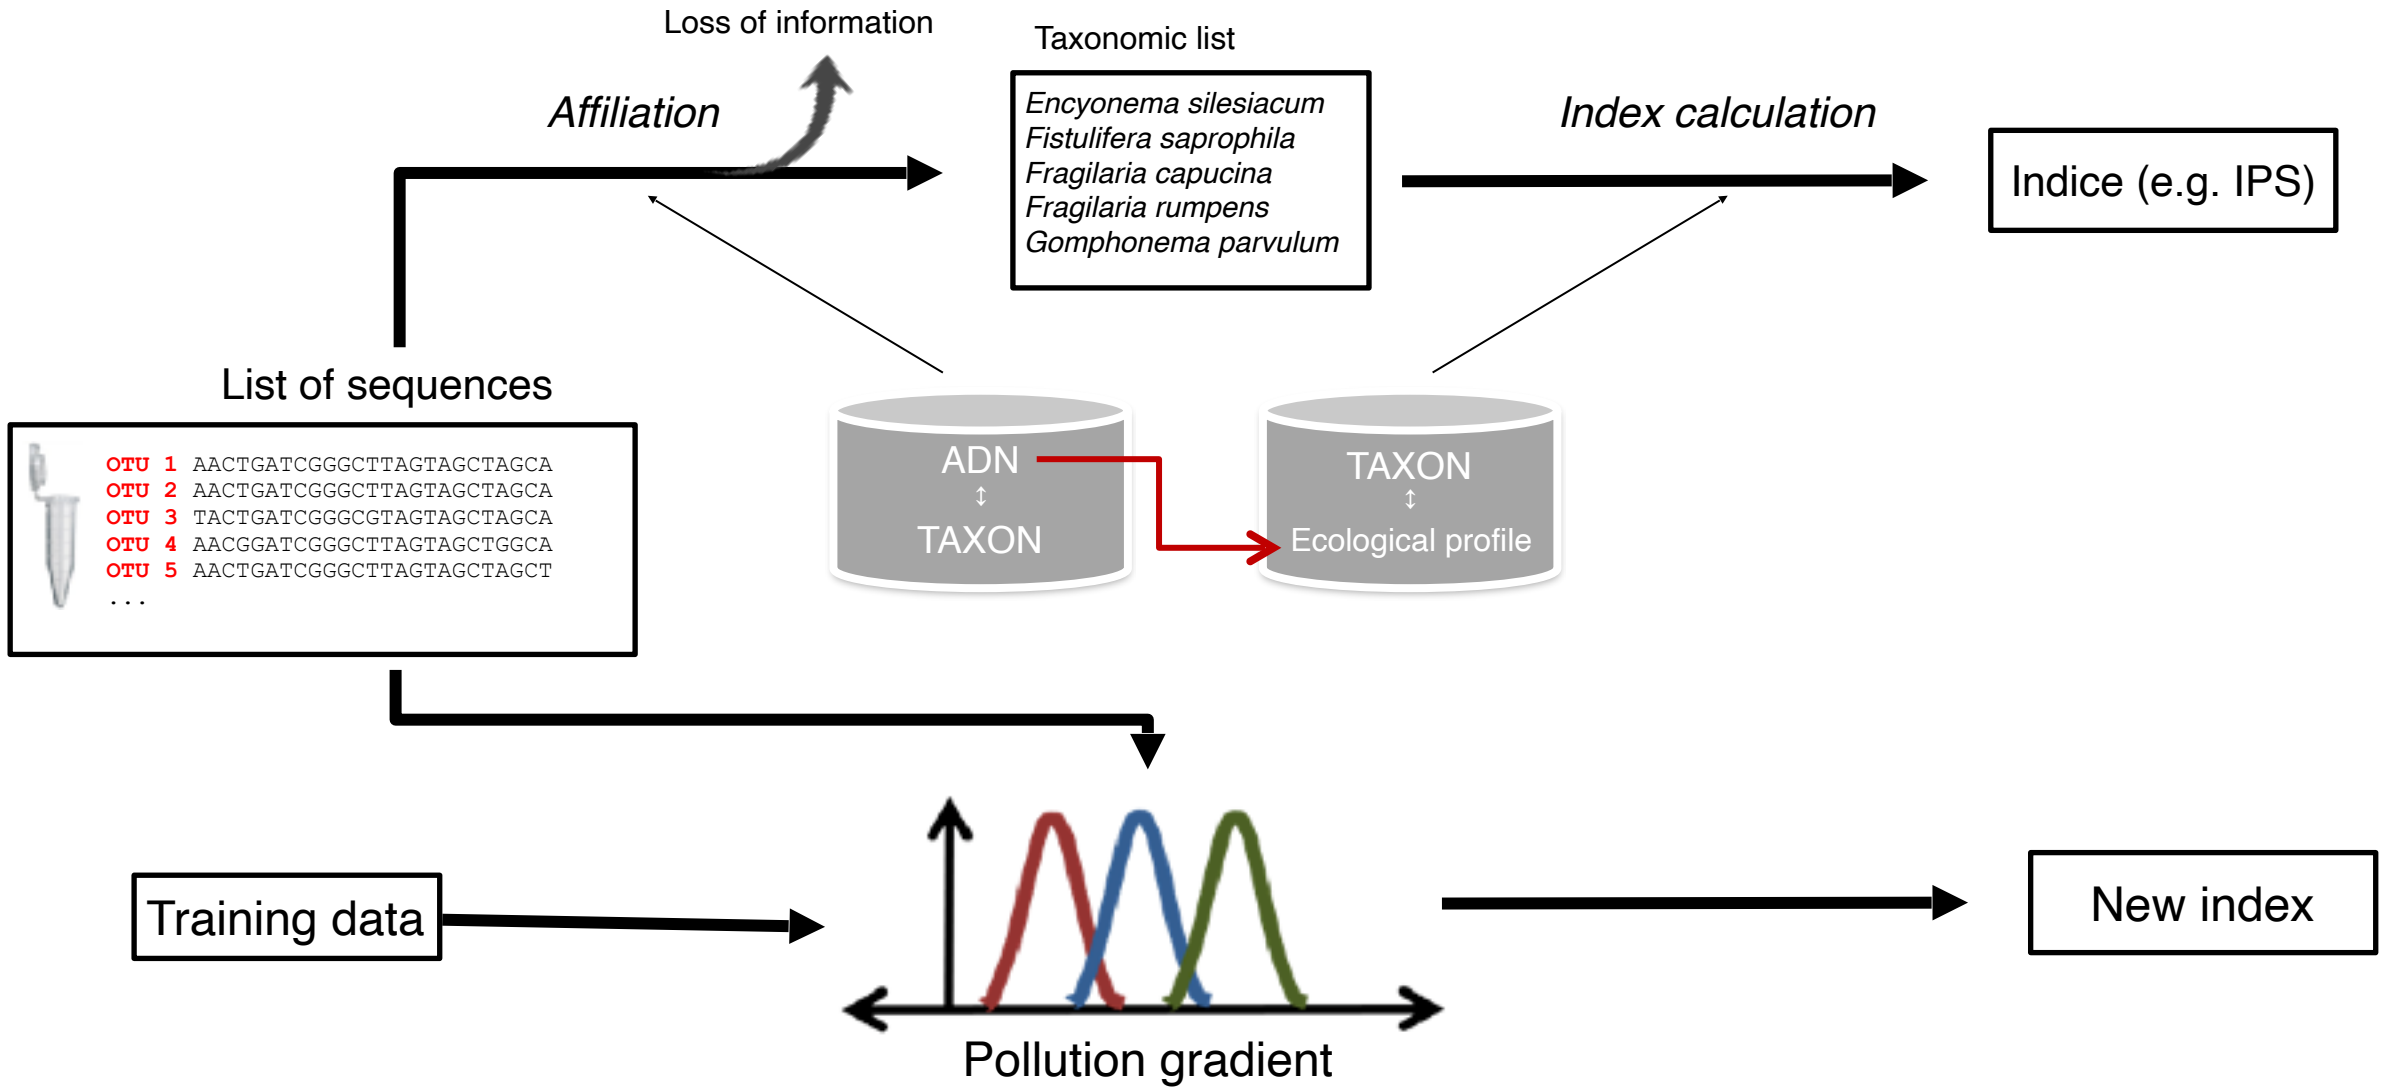 Loss of information
Taxonomic list
Affiliation
Encyonema silesiacum
Fistulifera saprophila
Fragilaria capucina
Fragilaria rumpens
Gomphonema parvulum
Index calculation
Indice (e.g. IPS)
List of sequences
OTU 1 AACTGATCGGGCTTAGTAGCTAGCA
OTU 2 AACTGATCGGGCTTAGTAGCTAGCA
OTU 3 TACTGATCGGGCGTAGTAGCTAGCA
OTU 4 AACGGATCGGGCTTAGTAGCTGGCA
OTU 5 AACTGATCGGGCTTAGTAGCTAGCT
...
ADN
↕
TAXON
TAXON
↕
Ecological profile
Training data
Pollution gradient
New index